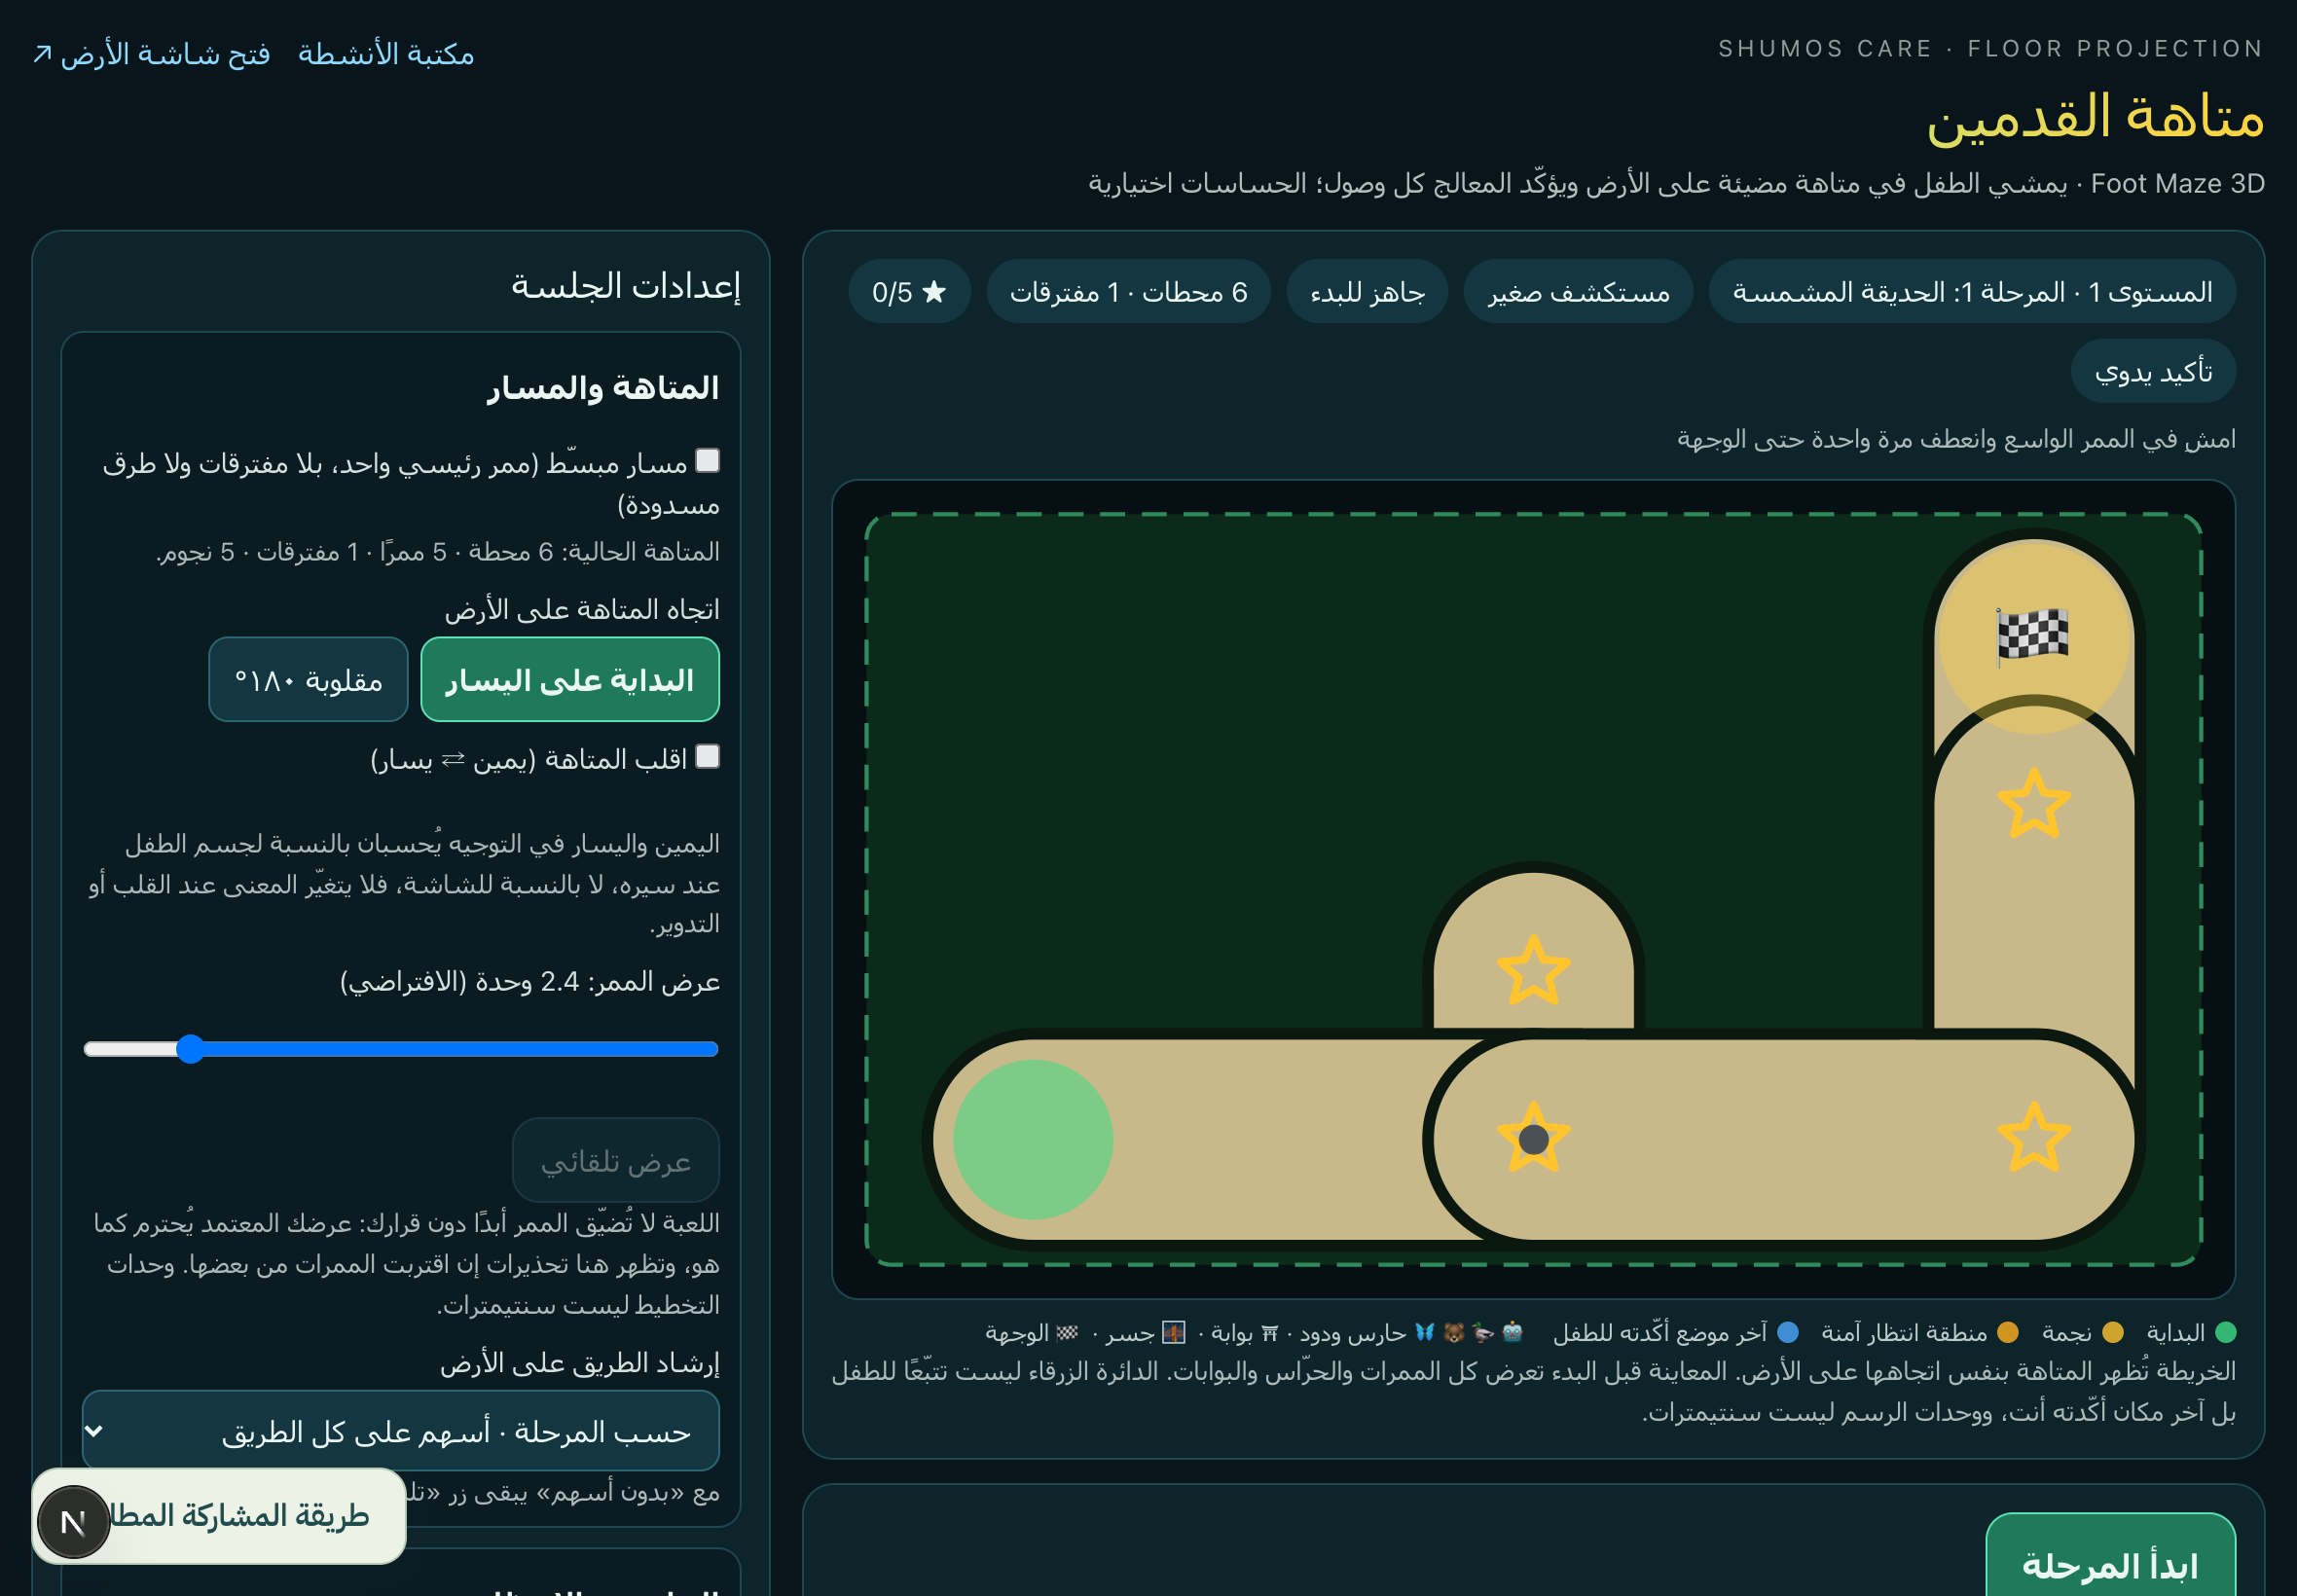 SHUMOS CARE · FLOOR PROJECTION
مكتبة الأنشطة
فتح شاشة الأرض ↗
متاهة القدمين
Foot Maze 3D · يمشي الطفل في متاهة مضيئة على الأرض ويؤكّد المعالج كل وصول؛ الحساسات اختيارية
المستوى 1 · المرحلة 1: الحديقة المشمسة
مستكشف صغير
جاهز للبدء
6 محطات · 1 مفترقات
★ 0/5
تأكيد يدوي
امشِ في الممر الواسع وانعطف مرة واحدة حتى الوجهة
البداية
نجمة
منطقة انتظار آمنة
آخر موضع أكّدته للطفل
🤖🦆🐻🦋 حارس ودود · ⛩ بوابة · 🌉 جسر · 🏁 الوجهة
الخريطة تُظهر المتاهة بنفس اتجاهها على الأرض. المعاينة قبل البدء تعرض كل الممرات والحرّاس والبوابات. الدائرة الزرقاء ليست تتبّعًا للطفل
بل آخر مكان أكّدته أنت، ووحدات الرسم ليست سنتيمترات.
ابدأ المرحلة
إعدادات الجلسة
المتاهة والمسار
مسار مبسّط (ممر رئيسي واحد، بلا مفترقات ولا طرق
مسدودة)
المتاهة الحالية: 6 محطة · 5 ممرًا · 1 مفترقات · 5 نجوم.
اتجاه المتاهة على الأرض
البداية على اليسار
مقلوبة ١٨٠°
اقلب المتاهة (يمين ⇄ يسار)
اليمين واليسار في التوجيه يُحسبان بالنسبة لجسم الطفل
عند سيره، لا بالنسبة للشاشة، فلا يتغيّر المعنى عند القلب أو
التدوير.
عرض الممر: 2.4 وحدة (الافتراضي)
عرض تلقائي
اللعبة لا تُضيّق الممر أبدًا دون قرارك: عرضك المعتمد يُحترم كما
هو، وتظهر هنا تحذيرات إن اقتربت الممرات من بعضها. وحدات
التخطيط ليست سنتيمترات.
إرشاد الطريق على الأرض
حسب المرحلة · أسهم على كل الطريق
مع «بدون أسهم» يبقى زر
طريقة المشاركة
N